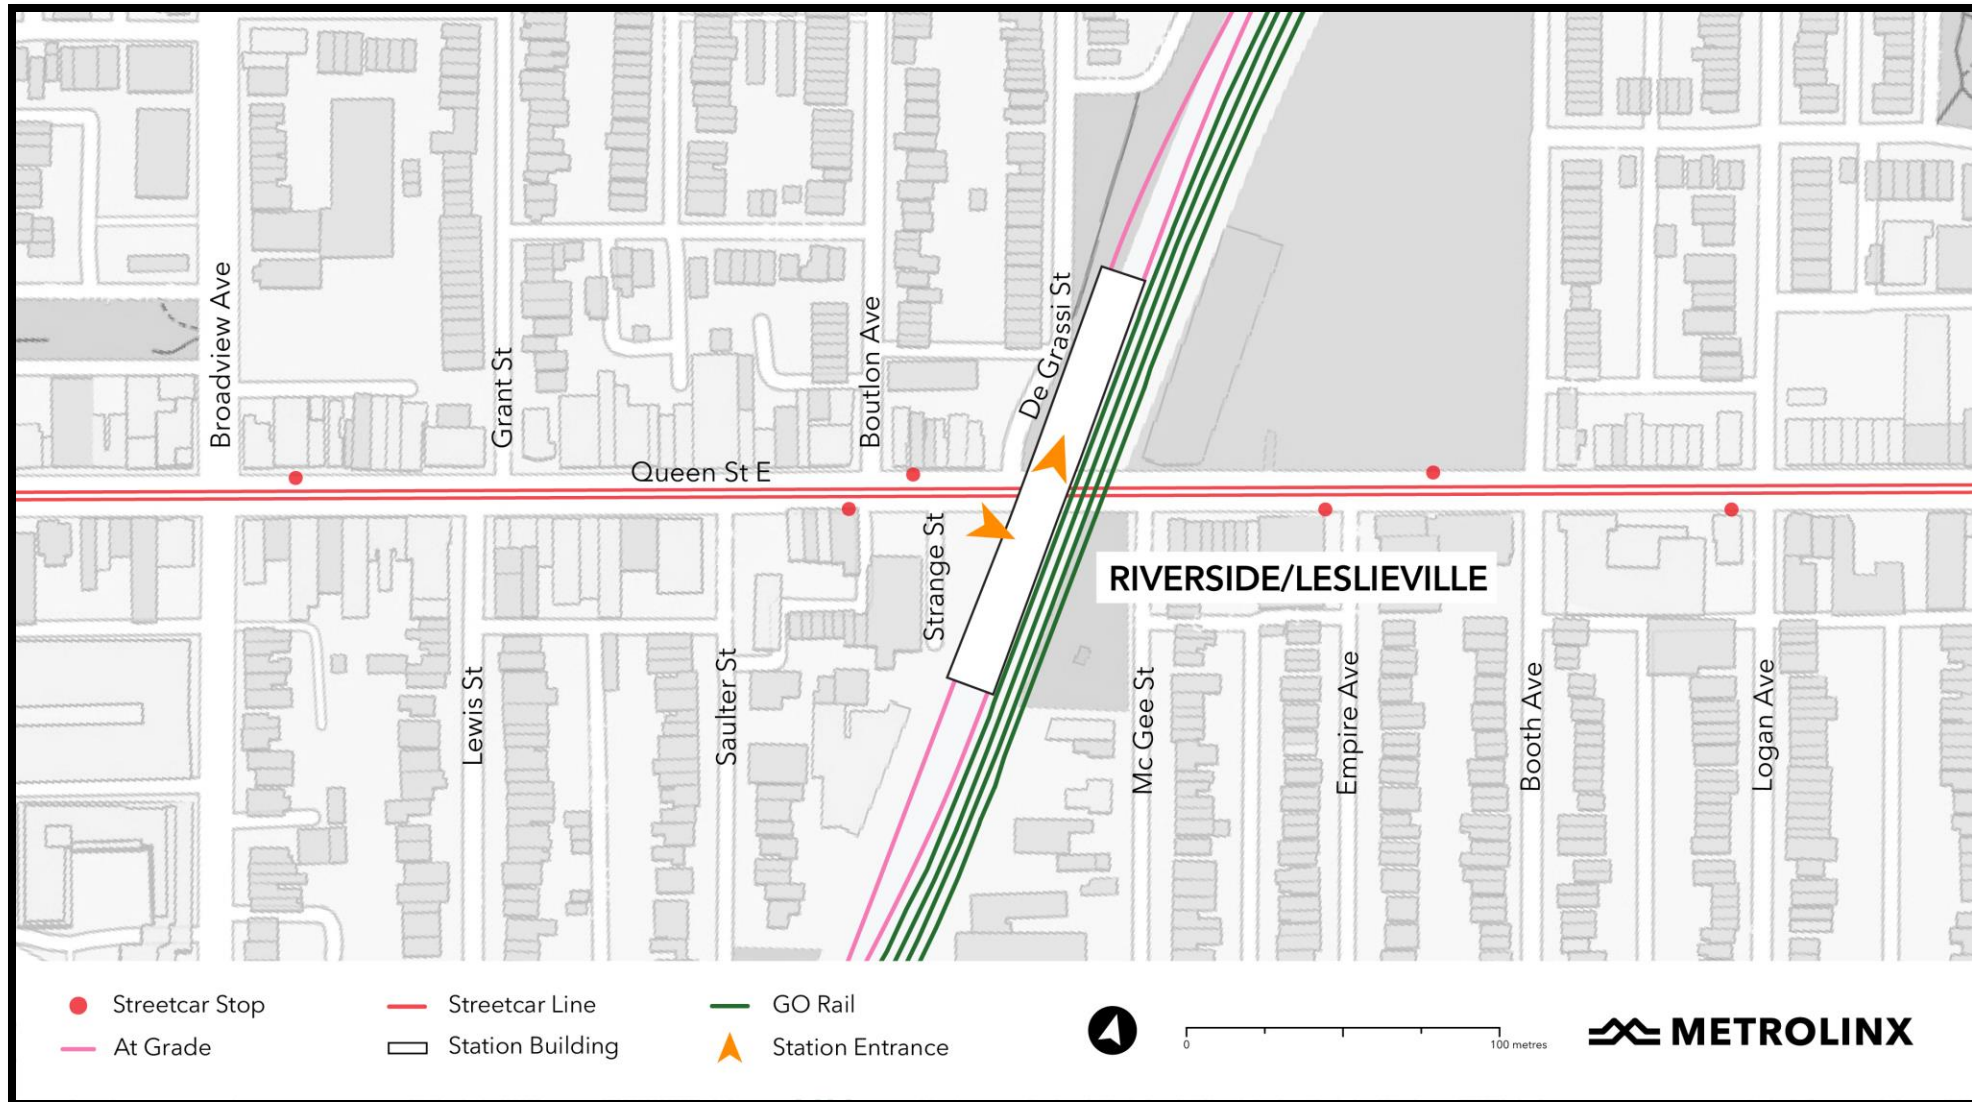 Broadview Ave
Grant St
Boutlon Ave
De Grassi St
Queen St E
Strange St
RIVERSIDE/LESLIEVILLE
Lewis St
Saulter St
Mc Gee St
Empire Ave
Booth Ave
Logan Ave
Streetcar Stop
Streetcar Line
GO Rail
At Grade
Station Building
Station Entrance
0
100 metres
METROLINX